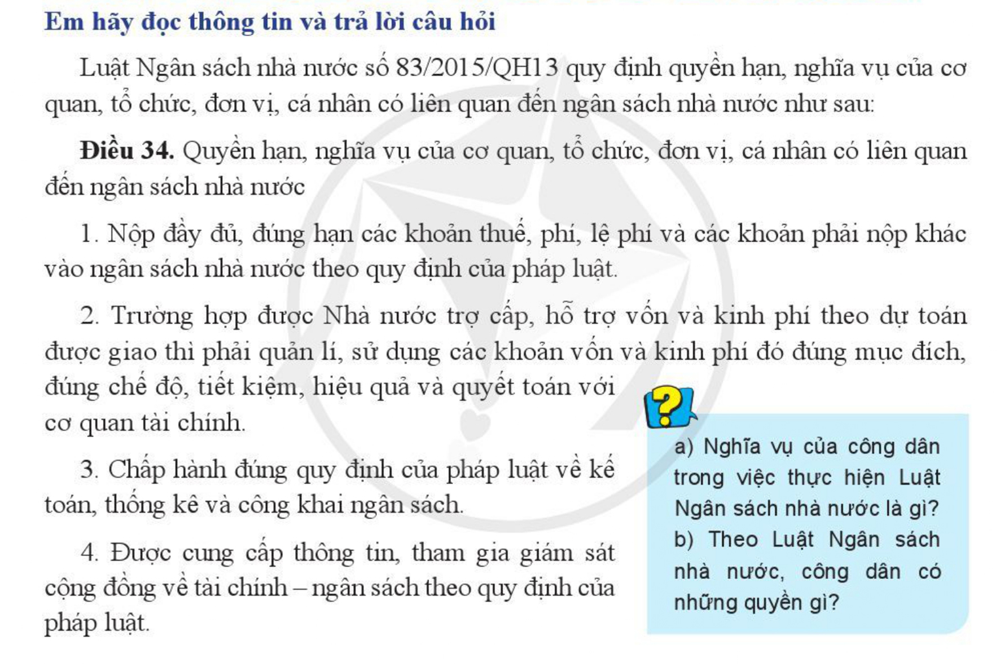 Em hãy đọc thông tin và trả lời câu hỏi
Luật Ngân sách nhà nước số 83/2015/QH13 quy định quyền hạn, nghĩa vụ của cơ
quan, tổ chức, đơn vị, cá nhân có liên quan đến ngân sách nhà nước như sau:
Điều 34. Quyền hạn, nghĩa vụ của cơ quan, tổ chức, đơn vị, cá nhân có liên quan
đến ngân sách nhà nước
1. Nộp đầy đủ, đúng hạn các khoản thuế, phí, lệ phí và các khoản phải nộp khác
vào ngân sách nhà nước theo quy định của pháp luật.
2. Trường hợp được Nhà nước trợ cấp, hỗ trợ vốn và kinh phí theo dự toán
được giao thì phải quản lí, sử dụng các khoản vốn và kinh phí đó đúng mục đích,
đúng chế độ, tiết kiệm, hiệu quả và quyết toán với
cơ quan tài chính.
3. Chấp hành đúng quy định của pháp luật về kế
toán, thống kê và công khai ngân sách.
4. Được cung cấp thông tin, tham gia giám sát
cộng đồng về tài chính – ngân sách theo quy định của
pháp luật.
?
a) Nghĩa vụ của công dân
trong việc thực hiện Luật
Ngân sách nhà nước là gì?
b) Theo Luật Ngân sách
nhà nước, công dân có
những quyền gì?